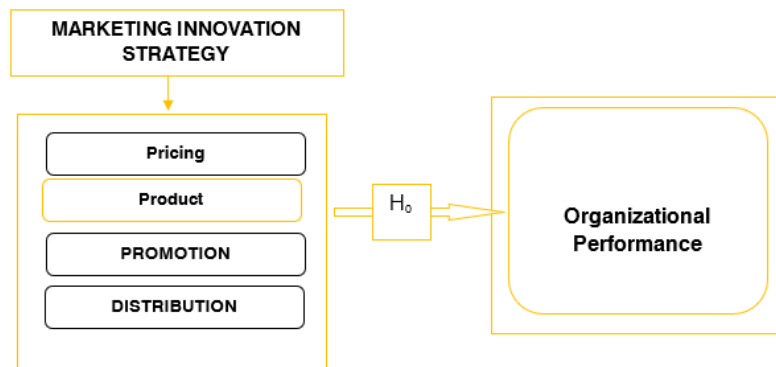 MARKETING INNOVATION
STRATEGY
Pricing
Product
PROMOTION
DISTRIBUTION
H₀
Organizational
Performance